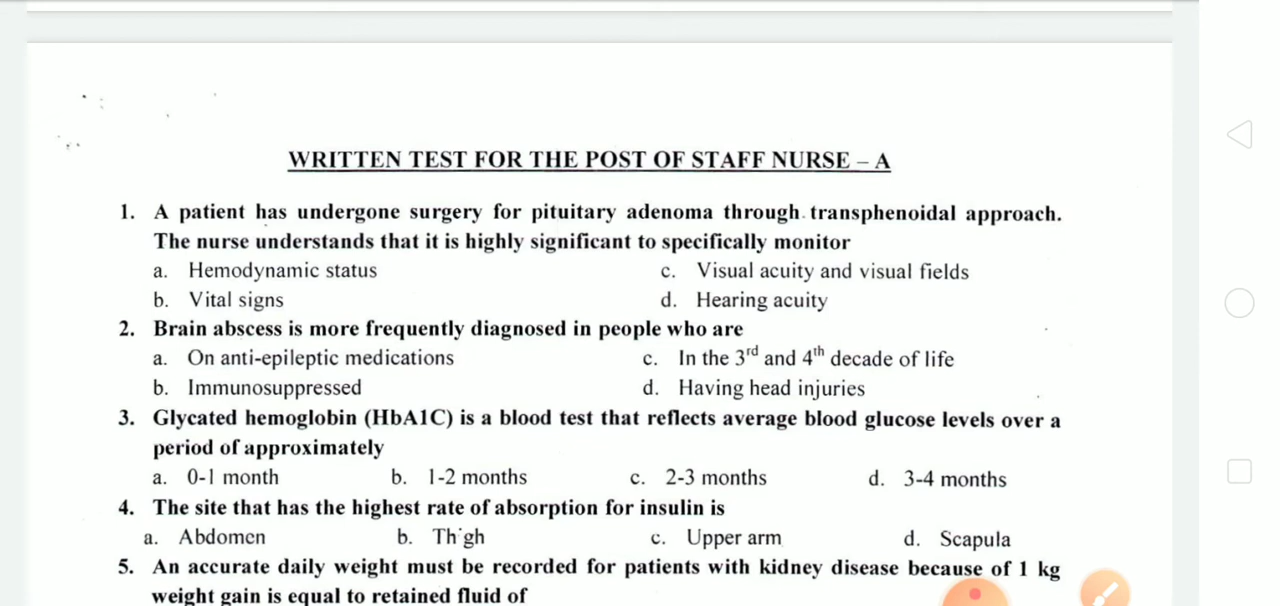 WRITTEN TEST FOR THE POST OF STAFF NURSE – A
1. A patient has undergone surgery for pituitary adenoma through transphenoidal approach.
The nurse understands that it is highly significant to specifically monitor
a. Hemodynamic status c. Visual acuity and visual fields
b. Vital signs d. Hearing acuity
2. Brain abscess is more frequently diagnosed in people who are
a. On anti-epileptic medications c. In the 3rd and 4th decade of life
b. Immunosuppressed d. Having head injuries
3. Glycated hemoglobin (HbA1C) is a blood test that reflects average blood glucose levels over a
period of approximately
a. 0-1 month b. 1-2 months c. 2-3 months d. 3-4 months
4. The site that has the highest rate of absorption for insulin is
a. Abdomen b. Thigh c. Upper arm d. Scapula
5. An accurate daily weight must be recorded for patients with kidney disease because of 1 kg
weight gain is equal to retained fluid of